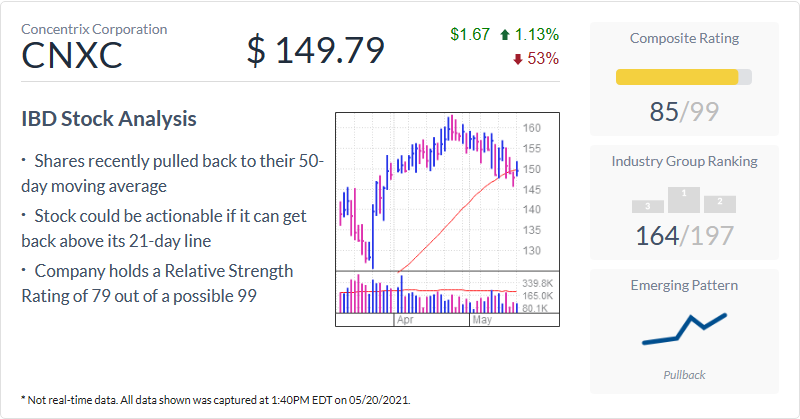 Concentrix Corporation
CNXC
$ 149.79
$1.67 1.13%
53%
IBD Stock Analysis
· Shares recently pulled back to their 50-
day moving average
· Stock could be actionable if it can get
back above its 21-day line
· Company holds a Relative Strength
Rating of 79 out of a possible 99
160
155
150
145
140
135
130
339.8K
165.0K
80.1K
Apr
May
Composite Rating
85/99
Industry Group Ranking
3
1
2
164/197
Emerging Pattern
Pullback
* Not real-time data. All data shown was captured at 1:40PM EDT on 05/20/2021.